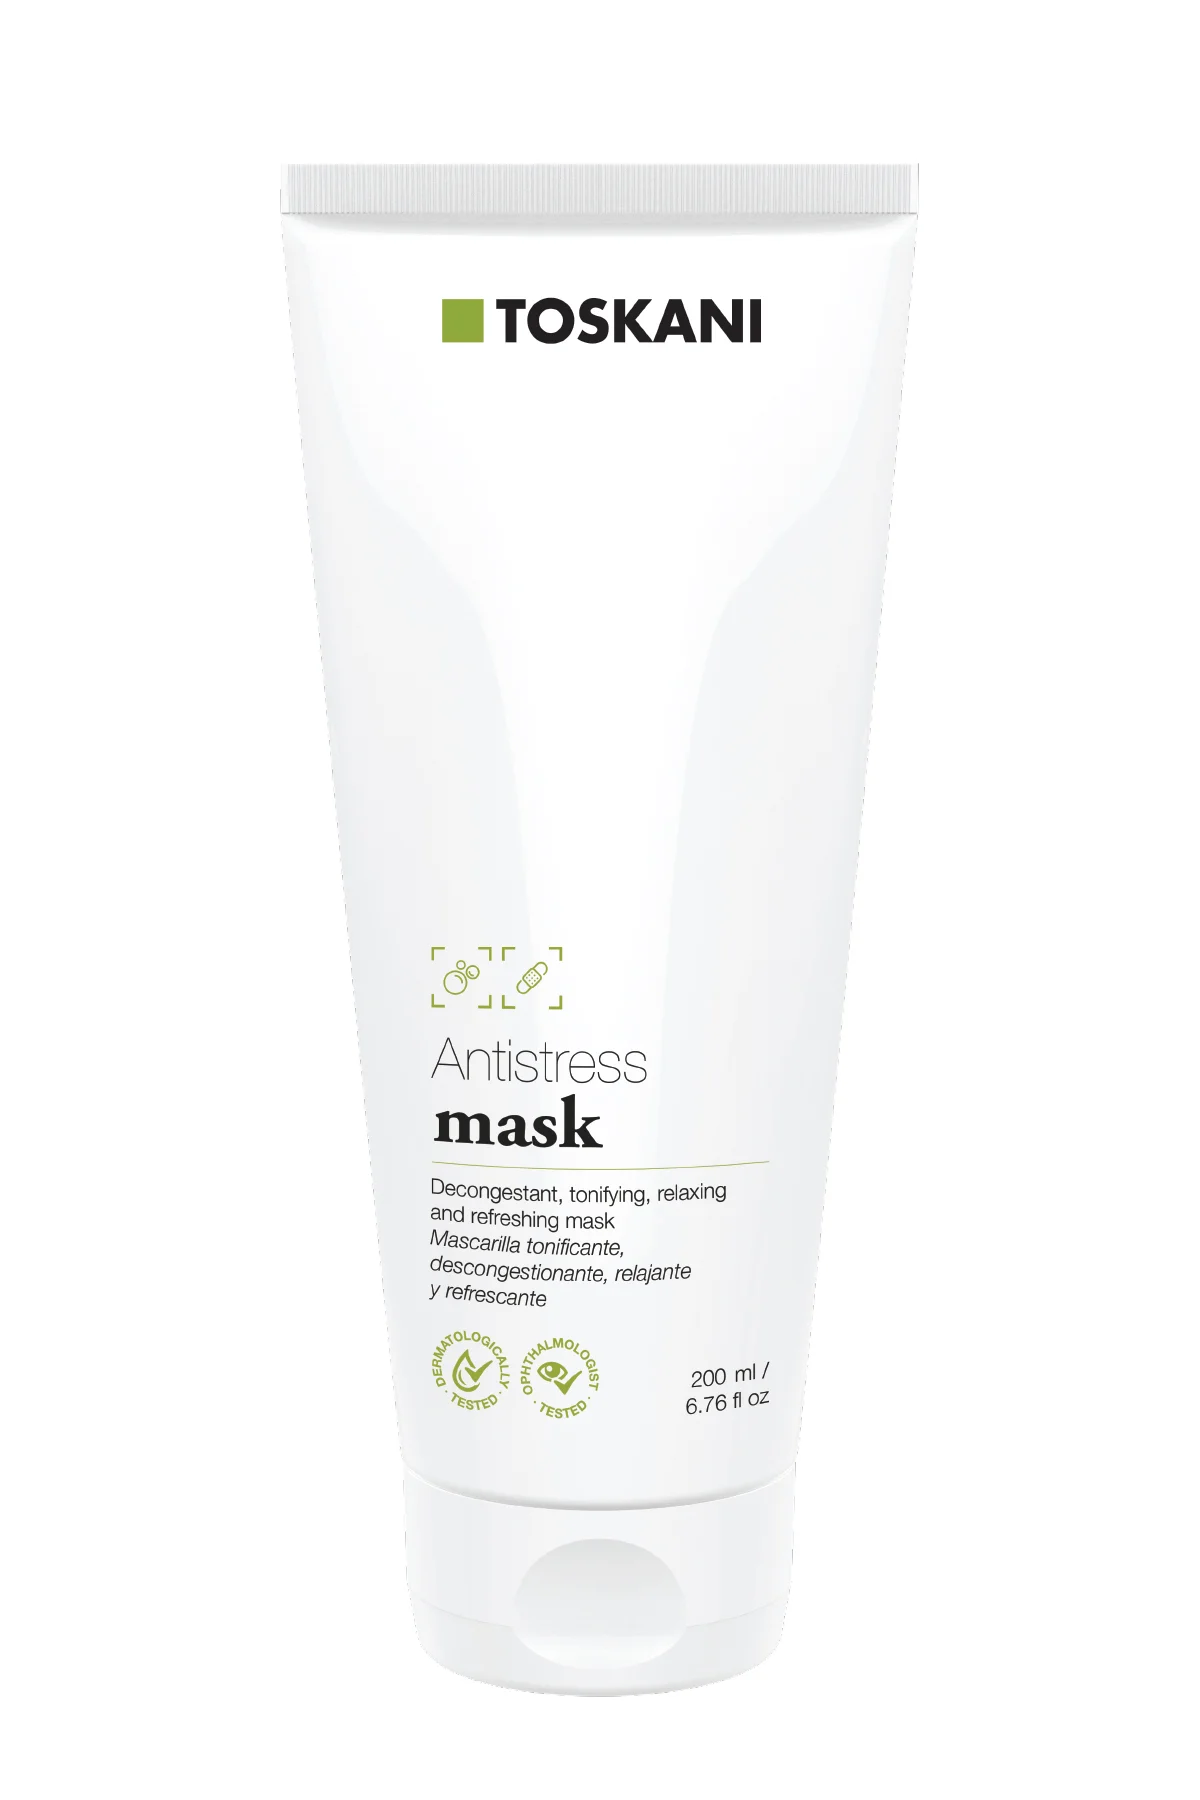 TOSKANI
Antistress
mask
Decongestant, tonifying, relaxing
and refreshing mask
Mascarilla tonificante,
descongestionante, relajante
y refrescante
DERMATOLOGICALLY
· TESTED ·
OPHTHALMOLOGIST
· TESTED ·
200 ml /
6.76 fl oz